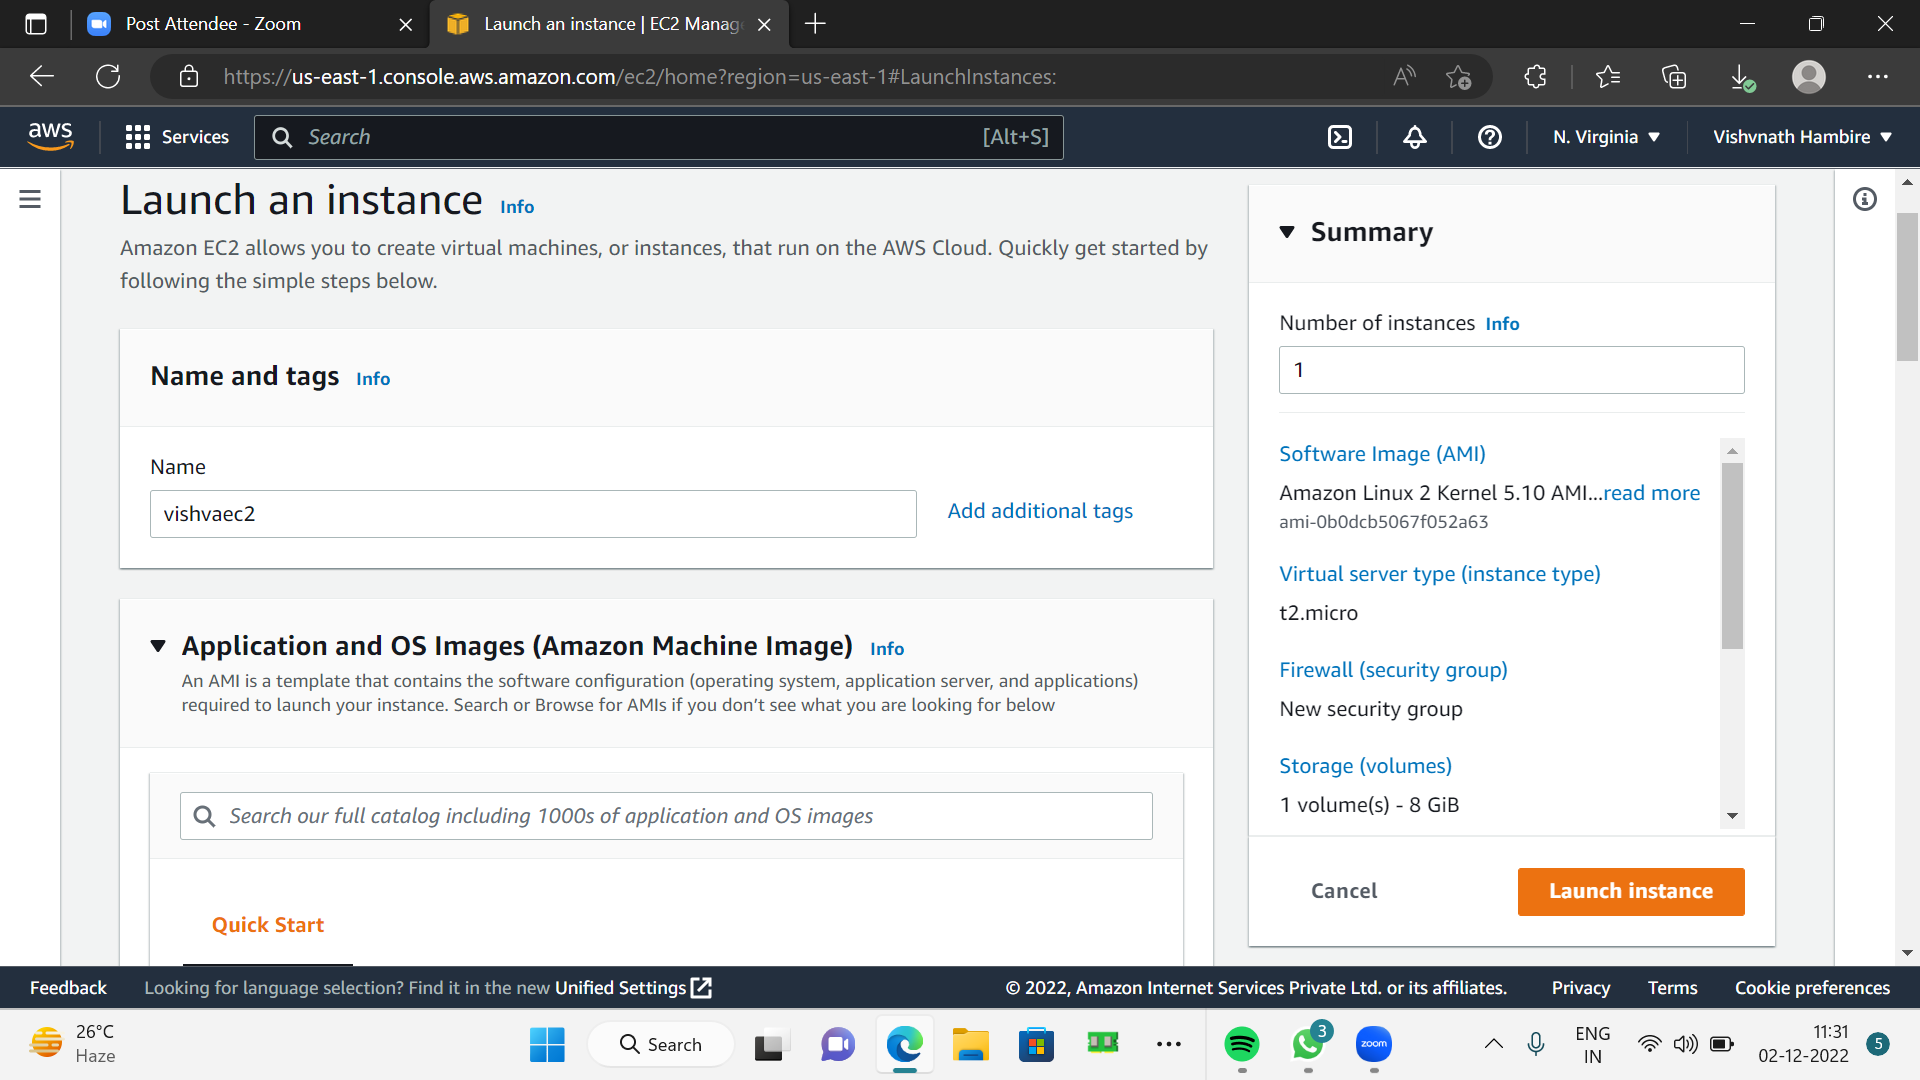 Post Attendee - Zoom
Launch an instance | EC2 Manag
https://us-east-1.console.aws.amazon.com/ec2/home?region=us-east-1#LaunchInstances:
aws
Services
Search
[Alt+S]
N. Virginia
Vishvnath Hambire
Launch an instance Info
Amazon EC2 allows you to create virtual machines, or instances, that run on the AWS Cloud. Quickly get started by
following the simple steps below.
Name and tags Info
Name
vishvaec2
Add additional tags
Application and OS Images (Amazon Machine Image) Info
An AMI is a template that contains the software configuration (operating system, application server, and applications)
required to launch your instance. Search or Browse for AMIs if you don’t see what you are looking for below
Search our full catalog including 1000s of application and OS images
Quick Start
Summary
Number of instances Info
1
Software Image (AMI)
Amazon Linux 2 Kernel 5.10 AMI...read more
ami-0b0dcb5067f052a63
Virtual server type (instance type)
t2.micro
Firewall (security group)
New security group
Storage (volumes)
1 volume(s) - 8 GiB
Cancel
Launch instance
Feedback
Looking for language selection? Find it in the new Unified Settings
© 2022, Amazon Internet Services Private Ltd. or its affiliates.
Privacy
Terms
Cookie preferences
26°C
Haze
Search
3
zoom
ENG
IN
11:31
02-12-2022
5